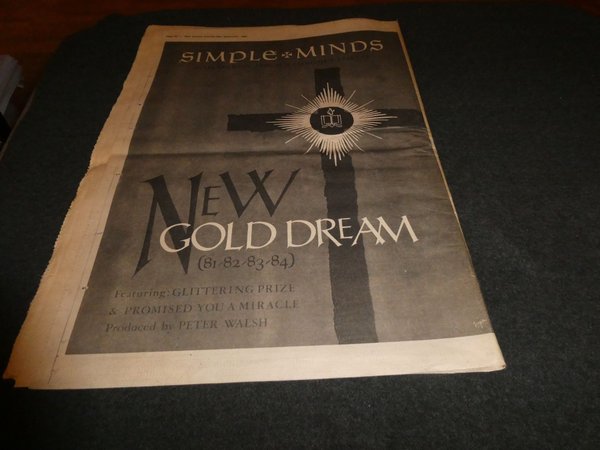 SIMPLE MINDS
NEW
GOLD DREAM
(81-82-83-84)
Featuring: GLITTERING PRIZE
& PROMISED YOU A MIRACLE
Produced by PETER WALSH